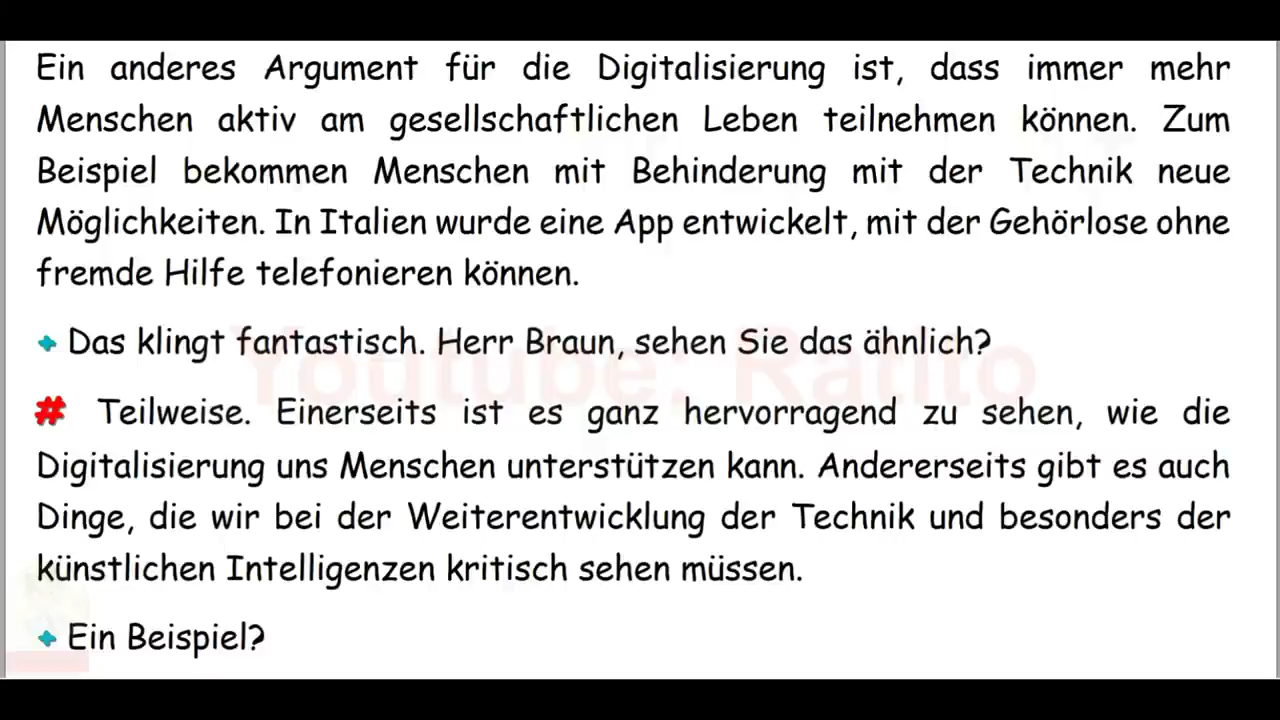 Ein anderes Argument für die Digitalisierung ist, dass immer mehr
Menschen aktiv am gesellschaftlichen Leben teilnehmen können. Zum
Beispiel bekommen Menschen mit Behinderung mit der Technik neue
Möglichkeiten. In Italien wurde eine App entwickelt, mit der Gehörlose ohne
fremde Hilfe telefonieren können.
+ Das klingt fantastisch. Herr Braun, sehen Sie das ähnlich?
Youtube: Ratito
# Teilweise. Einerseits ist es ganz hervorragend zu sehen, wie die
Digitalisierung uns Menschen unterstützen kann. Andererseits gibt es auch
Dinge, die wir bei der Weiterentwicklung der Technik und besonders der
künstlichen Intelligenzen kritisch sehen müssen.
+ Ein Beispiel?